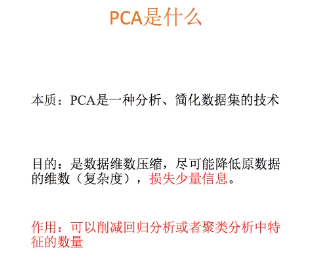 PCA是什么
本质：PCA是一种分析、简化数据集的技术
目的：是数据维数压缩，尽可能降低原数据
的维数（复杂度），损失少量信息。
作用：可以削减回归分析或者聚类分析中特
征的数量